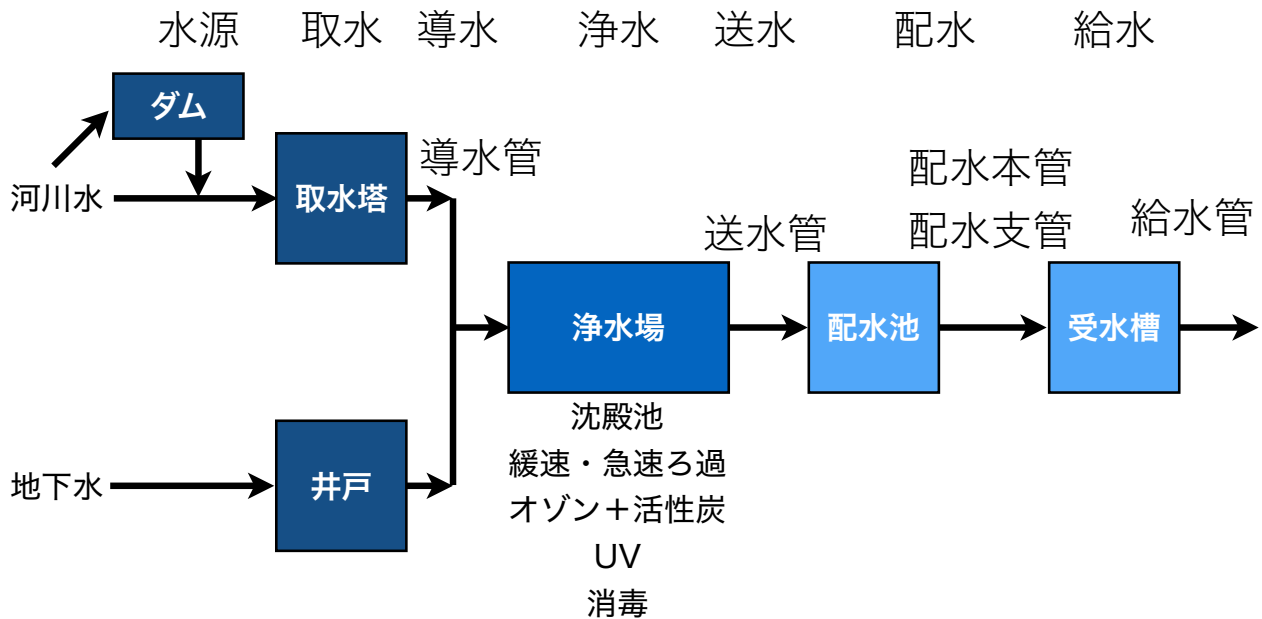 水源 取水 導水 浄水 送水 配水 給水
ダム
河川水
取水塔
導水管
配水本管
配水支管
送水管
給水管
浄水場
配水池
受水槽
沈殿池
緩速・急速ろ過
オゾン＋活性炭
UV
消毒
地下水
井戸